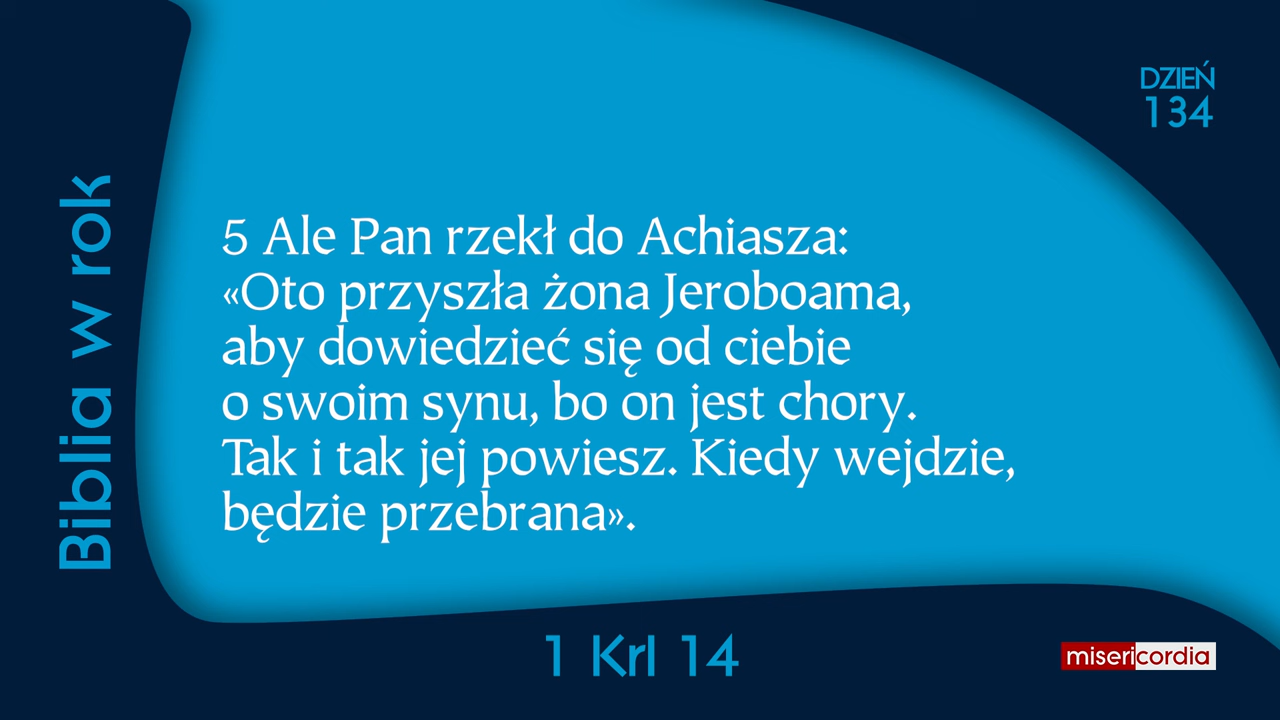 DZIEŃ
134
Biblia w rok
5 Ale Pan rzekł do Achiasza:
«Oto przyszła żona Jeroboama,
aby dowiedzieć się od ciebie
o swoim synu, bo on jest chory.
Tak i tak jej powiesz. Kiedy wejdzie,
będzie przebrana».
1 Krl 14
misericordia